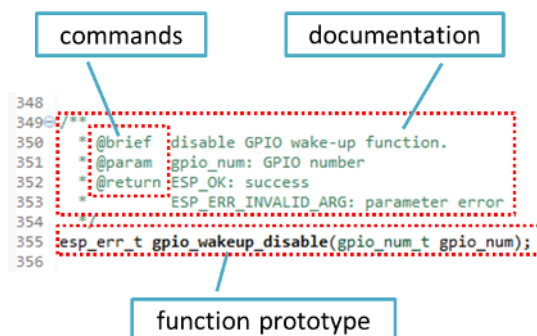 commands
documentation
348
349 /**
350 * @brief disable GPIO wake-up function.
351 * @param gpio_num: GPIO number
352 * @return ESP_OK: success
353 * ESP_ERR_INVALID_ARG: parameter error
354 */
355 esp_err_t gpio_wakeup_disable(gpio_num_t gpio_num);
356
function prototype